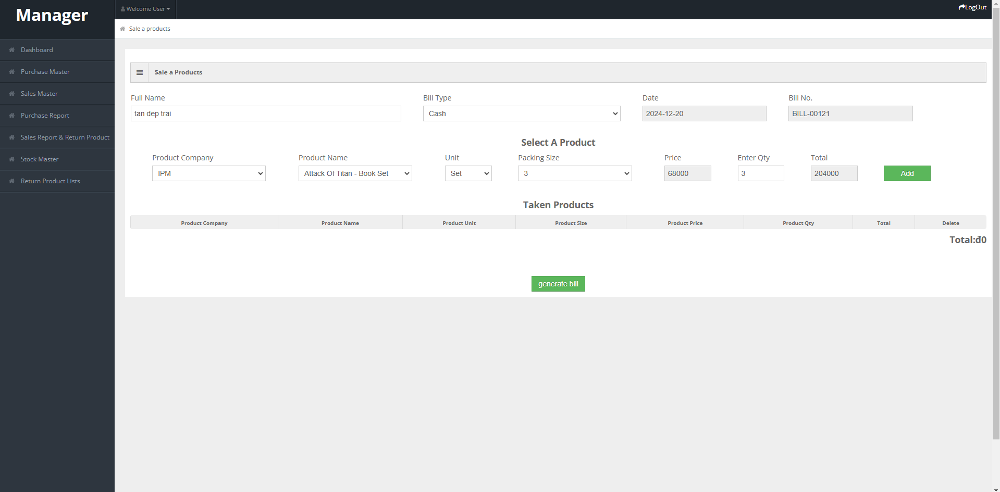 Manager
Welcome User
LogOut
Sale a products
Dashboard
Purchase Master
Sales Master
Purchase Report
Sales Report & Return Product
Stock Master
Return Product Lists
Sale a Products
Full Name Bill Type Date Bill No.
tan dep trai Cash 2024-12-20 BILL-00121
Select A Product
Product Company Product Name Unit Packing Size Price Enter Qty Total
IPM Attack Of Titan - Book Set Set 3 68000 3 204000 Add
Taken Products
Product Company Product Name Product Unit Product Size Product Price Product Qty Total Delete
Total:đ0
generate bill